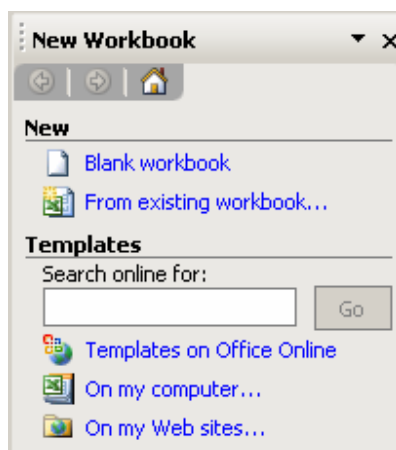 New Workbook
New
Blank workbook
From existing workbook...
Templates
Search online for:
Go
Templates on Office Online
On my computer...
On my Web sites...